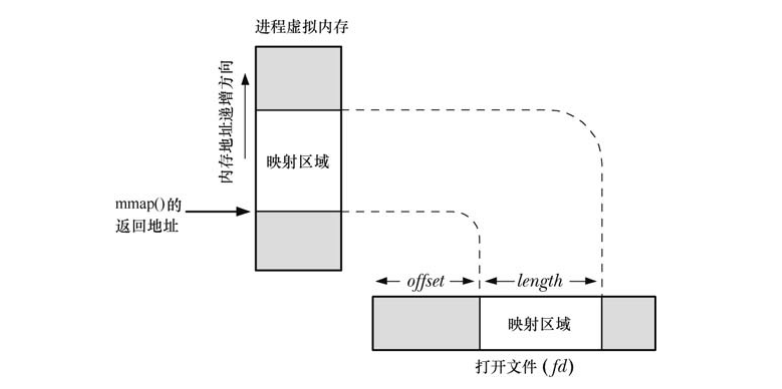 进程虚拟内存
内存地址递增方向
映射区域
mmap()的
返回地址
offset
length
映射区域
打开文件 (fd)